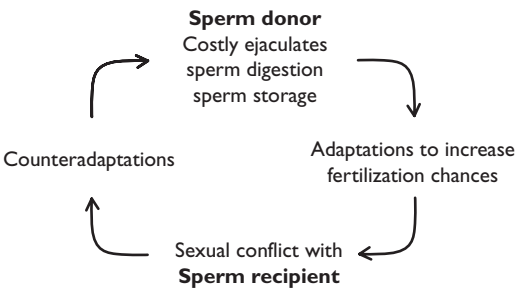 Sperm donor
Costly ejaculates
sperm digestion
sperm storage
Adaptations to increase
fertilization chances
Sexual conflict with
Sperm recipient
Counteradaptations